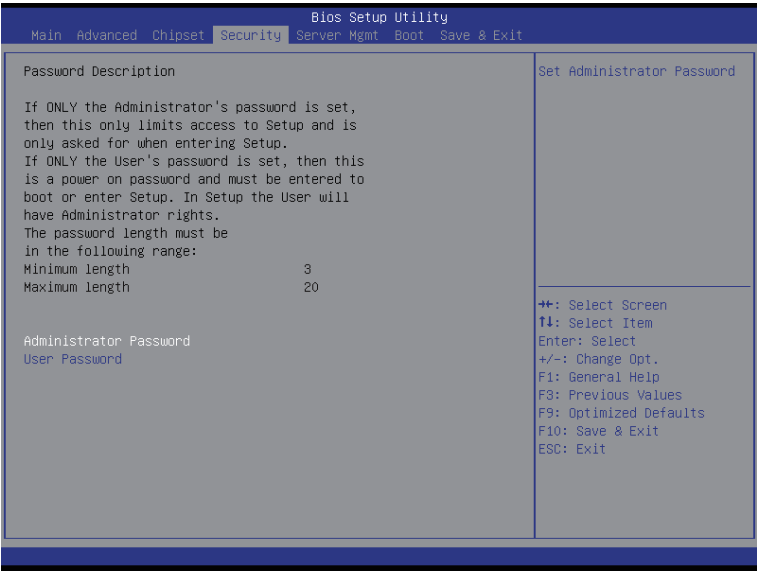 Bios Setup Utility
Main Advanced Chipset Security Server Mgmt Boot Save & Exit
Password Description
If ONLY the Administrator's password is set,
then this only limits access to Setup and is
only asked for when entering Setup.
If ONLY the User's password is set, then this
is a power on password and must be entered to
boot or enter Setup. In Setup the User will
have Administrator rights.
The password length must be
in the following range:
Minimum length 3
Maximum length 20
Administrator Password
User Password
Set Administrator Password
→←: Select Screen
↑↓: Select Item
Enter: Select
+/-: Change Opt.
F1: General Help
F3: Previous Values
F9: Optimized Defaults
F10: Save & Exit
ESC: Exit